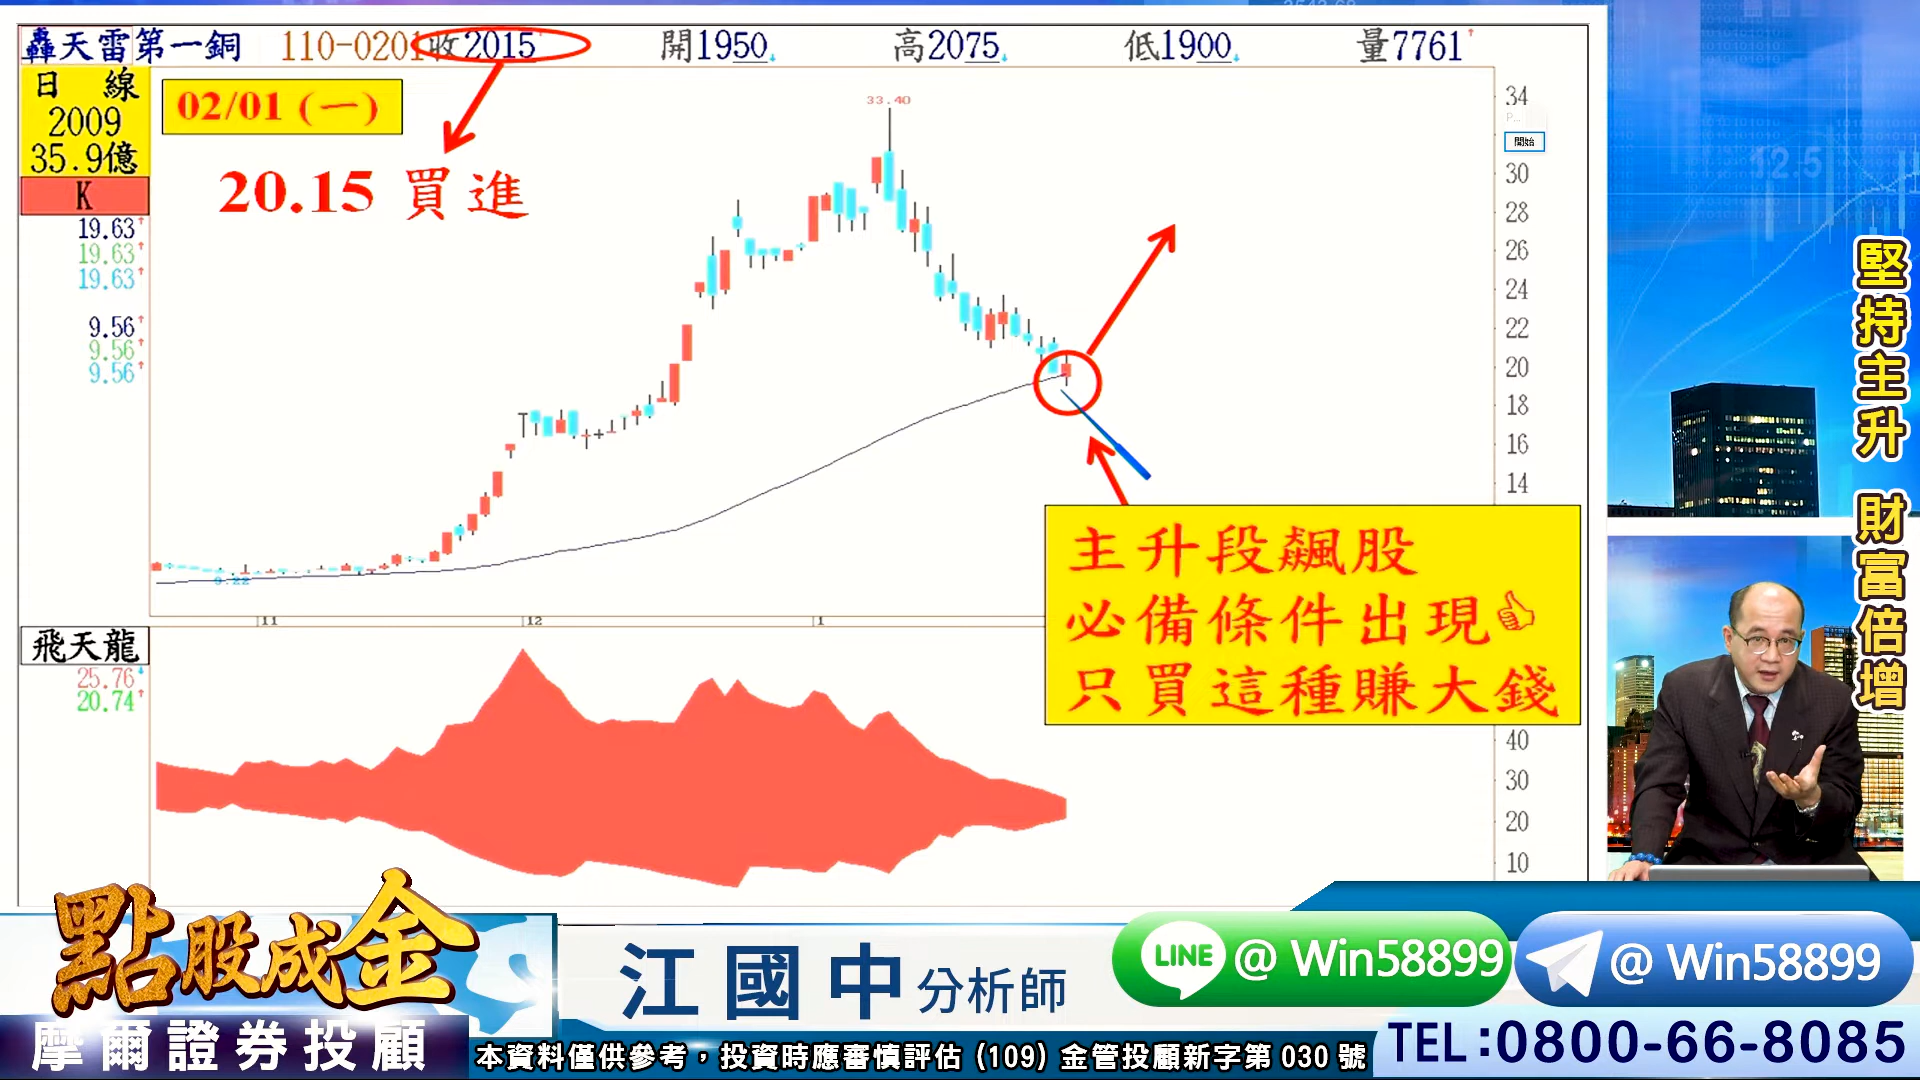 轟天雷第一銅 110-0201 收2015 開1950 高2075 低1900 量7761
日線
2009
35.9億
K
19.63
19.63
19.63
9.56
9.56
9.56
02/01 (一)
20.15 買進
33.40
9.22
34
開始
30
28
26
24
22
20
18
16
14
11 12 1
主升段飆股
必備條件出現
只買這種賺大錢
飛天龍
25.76
20.74
40
30
20
10
12.5
堅持主升 財富倍增
點股成金
摩爾證券投顧
江國中 分析師
LINE @ Win58899
@ Win58899
TEL:0800-66-8085
本資料僅供參考，投資時應審慎評估 (109) 金管投顧新字第 030 號